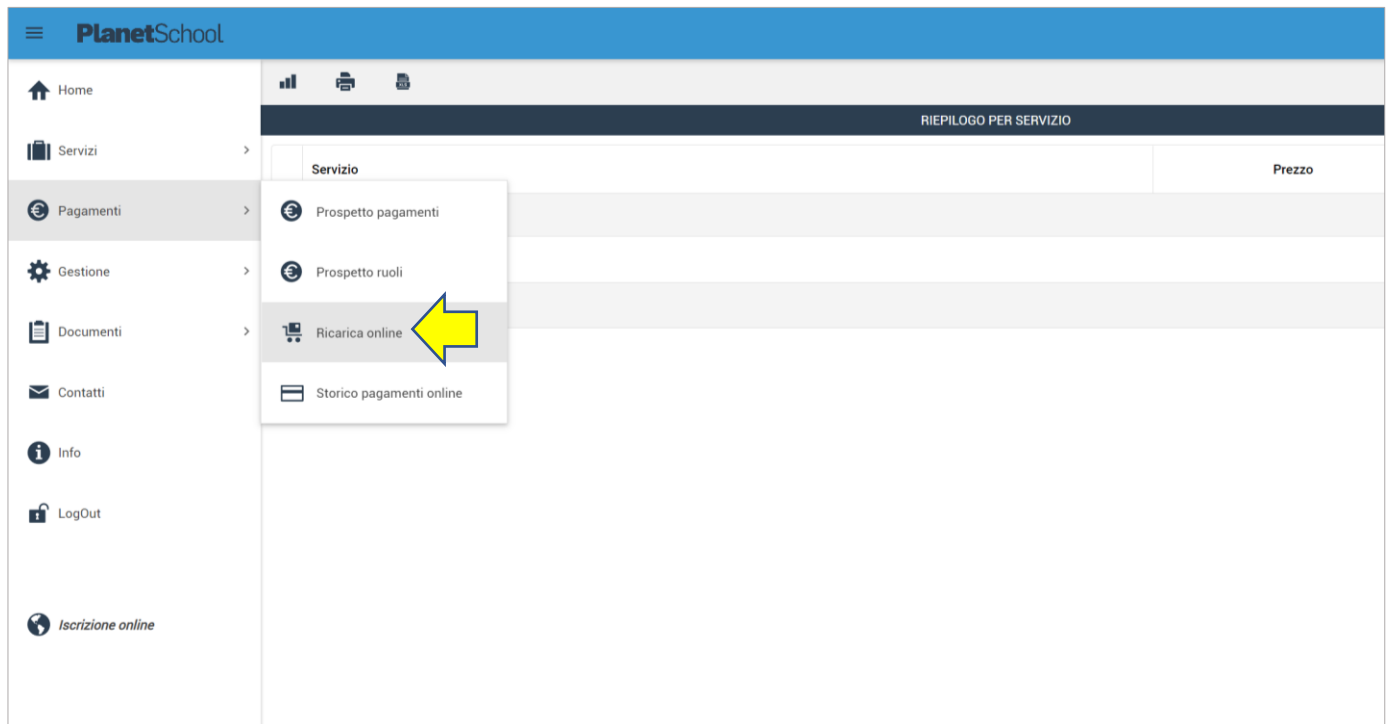 PlanetSchool
Home
RIEPILOGO PER SERVIZIO
Servizi
Servizio Prezzo
Pagamenti
Prospetto pagamenti
Gestione
Prospetto ruoli
Documenti
Ricarica online
Contatti
Storico pagamenti online
Info
LogOut
Iscrizione online